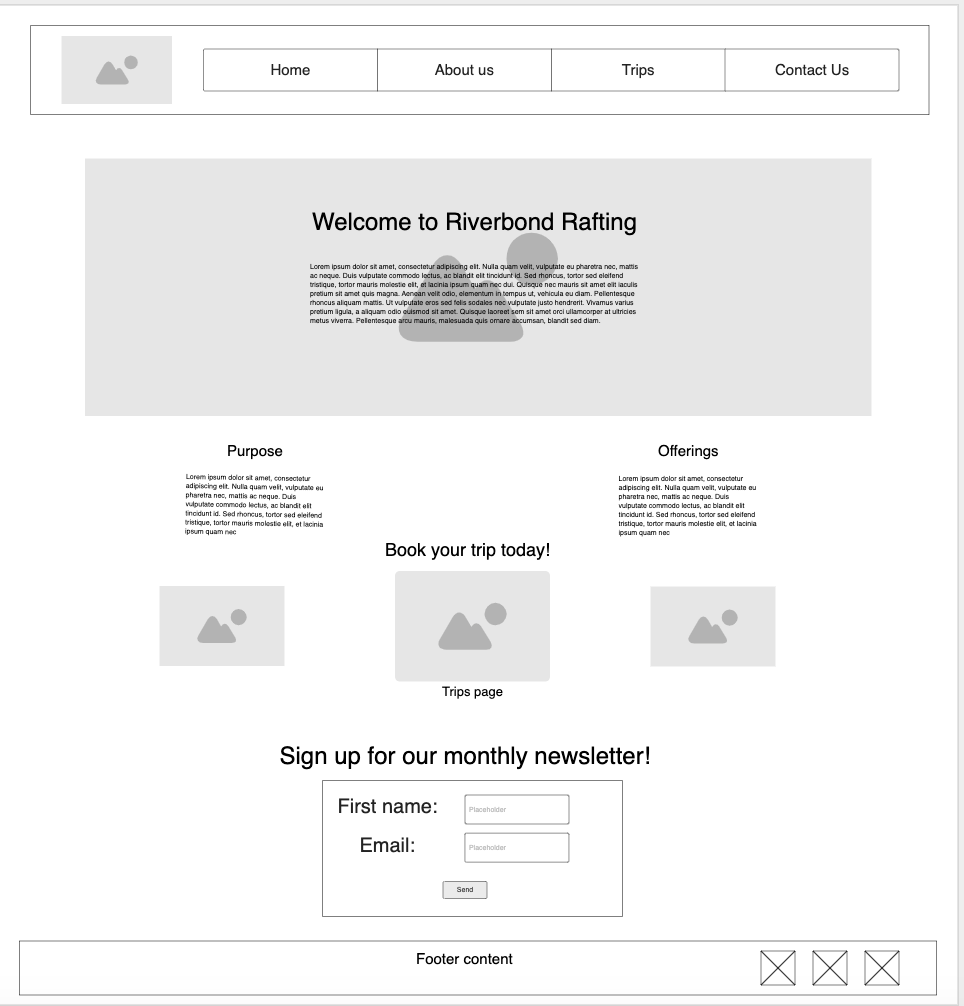 Home
About us
Trips
Contact Us
Welcome to Riverbond Rafting
Lorem ipsum dolor sit amet, consectetur adipiscing elit. Nulla quam velit, vulputate eu pharetra nec, mattis
ac neque. Duis vulputate commodo lectus, ac blandit elit tincidunt id. Sed rhoncus, tortor sed eleifend
tristique, tortor mauris molestie elit, et lacinia ipsum quam nec dui. Quisque nec mauris sit amet elit iaculis
pretium sit amet quis magna. Aenean velit odio, elementum in tempus ut, vehicula eu diam. Pellentesque
rhoncus aliquam mattis. Ut vulputate eros sed felis sodales nec vulputate justo hendrerit. Vivamus varius
pretium ligula, a aliquam odio euismod sit amet. Quisque laoreet sem sit amet orci ullamcorper at ultricies
metus viverra. Pellentesque arcu mauris, malesuada quis ornare accumsan, blandit sed diam.
Purpose
Lorem ipsum dolor sit amet, consectetur
adipiscing elit. Nulla quam velit, vulputate eu
pharetra nec, mattis ac neque. Duis
vulputate commodo lectus, ac blandit elit
tincidunt id. Sed rhoncus, tortor sed eleifend
tristique, tortor mauris molestie elit, et lacinia
ipsum quam nec
Offerings
Lorem ipsum dolor sit amet, consectetur
adipiscing elit. Nulla quam velit, vulputate eu
pharetra nec, mattis ac neque. Duis
vulputate commodo lectus, ac blandit elit
tincidunt id. Sed rhoncus, tortor sed eleifend
tristique, tortor mauris molestie elit, et lacinia
ipsum quam nec
Book your trip today!
Trips page
Sign up for our monthly newsletter!
First name:
Placeholder
Email:
Placeholder
Send
Footer content